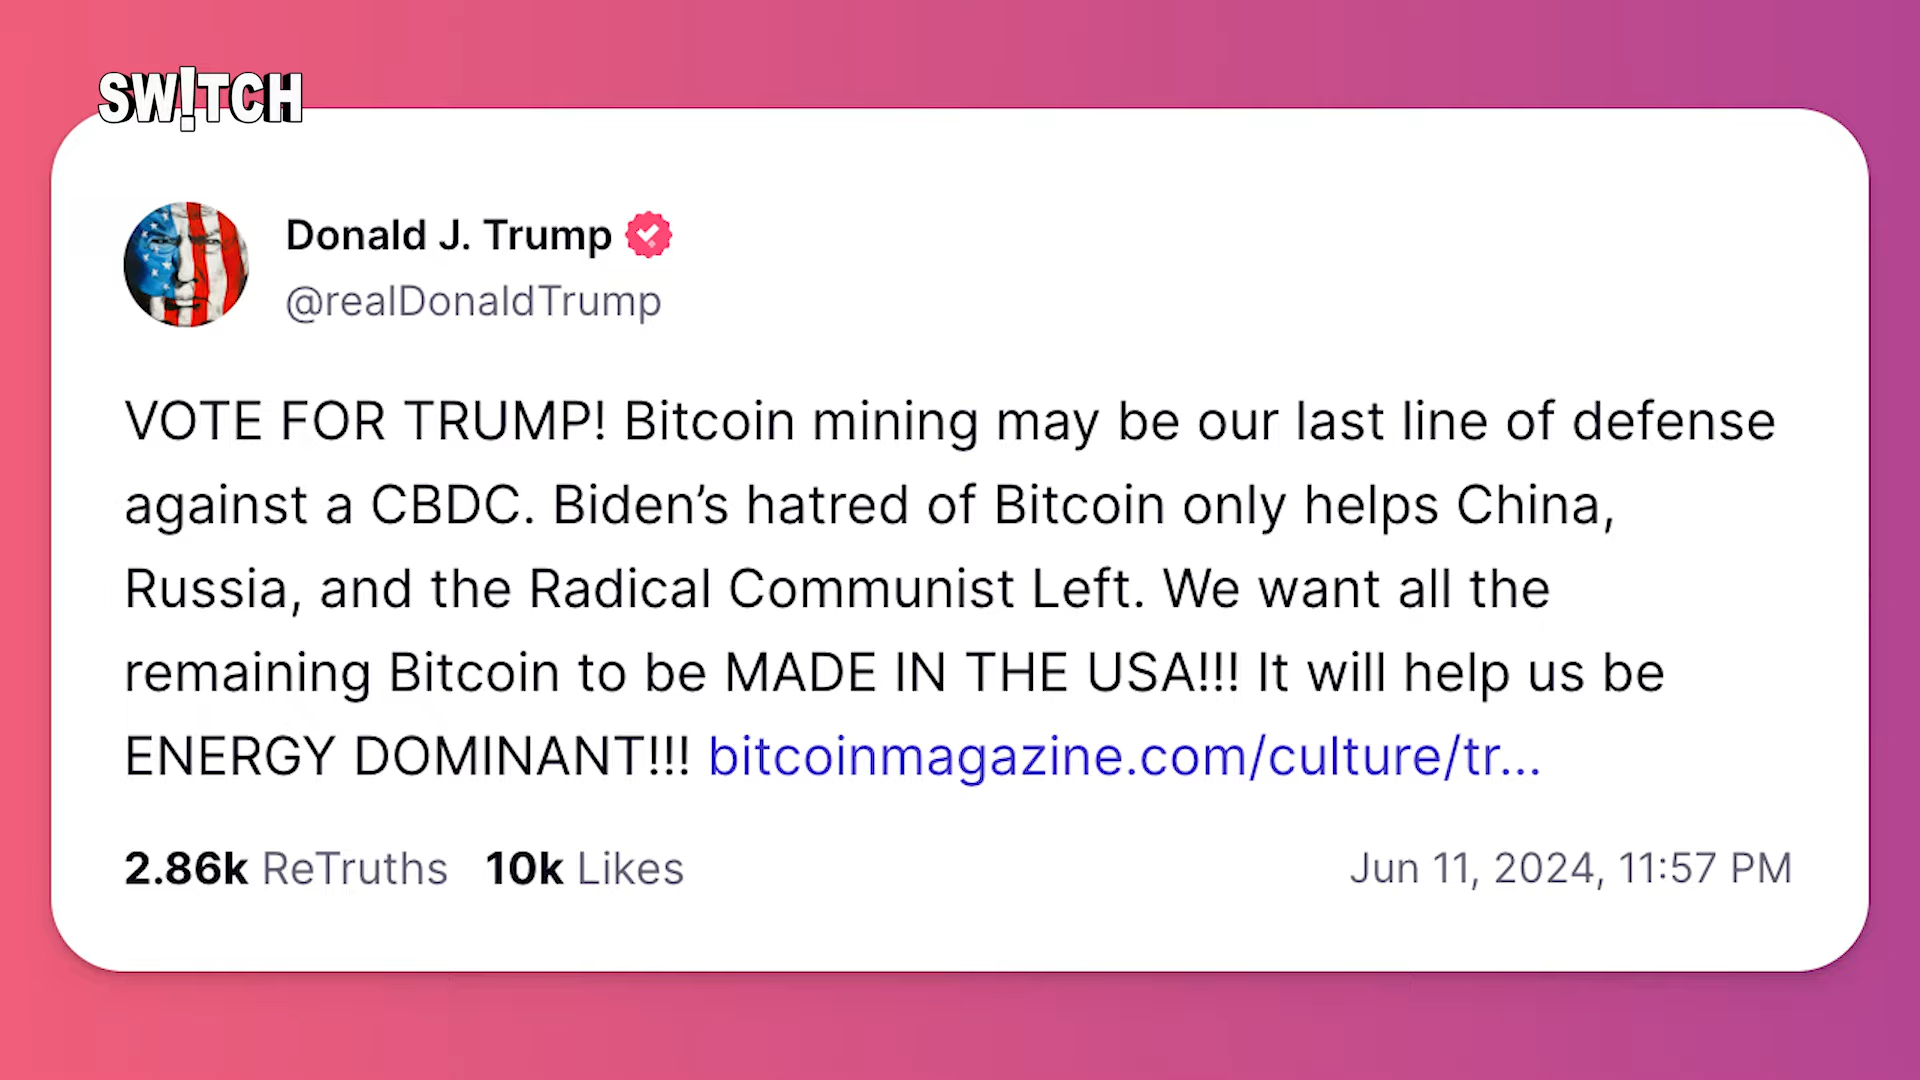 SW!TCH
Donald J. Trump
@realDonaldTrump
VOTE FOR TRUMP! Bitcoin mining may be our last line of defense
against a CBDC. Biden’s hatred of Bitcoin only helps China,
Russia, and the Radical Communist Left. We want all the
remaining Bitcoin to be MADE IN THE USA!!! It will help us be
ENERGY DOMINANT!!! bitcoinmagazine.com/culture/tr...
2.86k ReTruths 10k Likes Jun 11, 2024, 11:57 PM